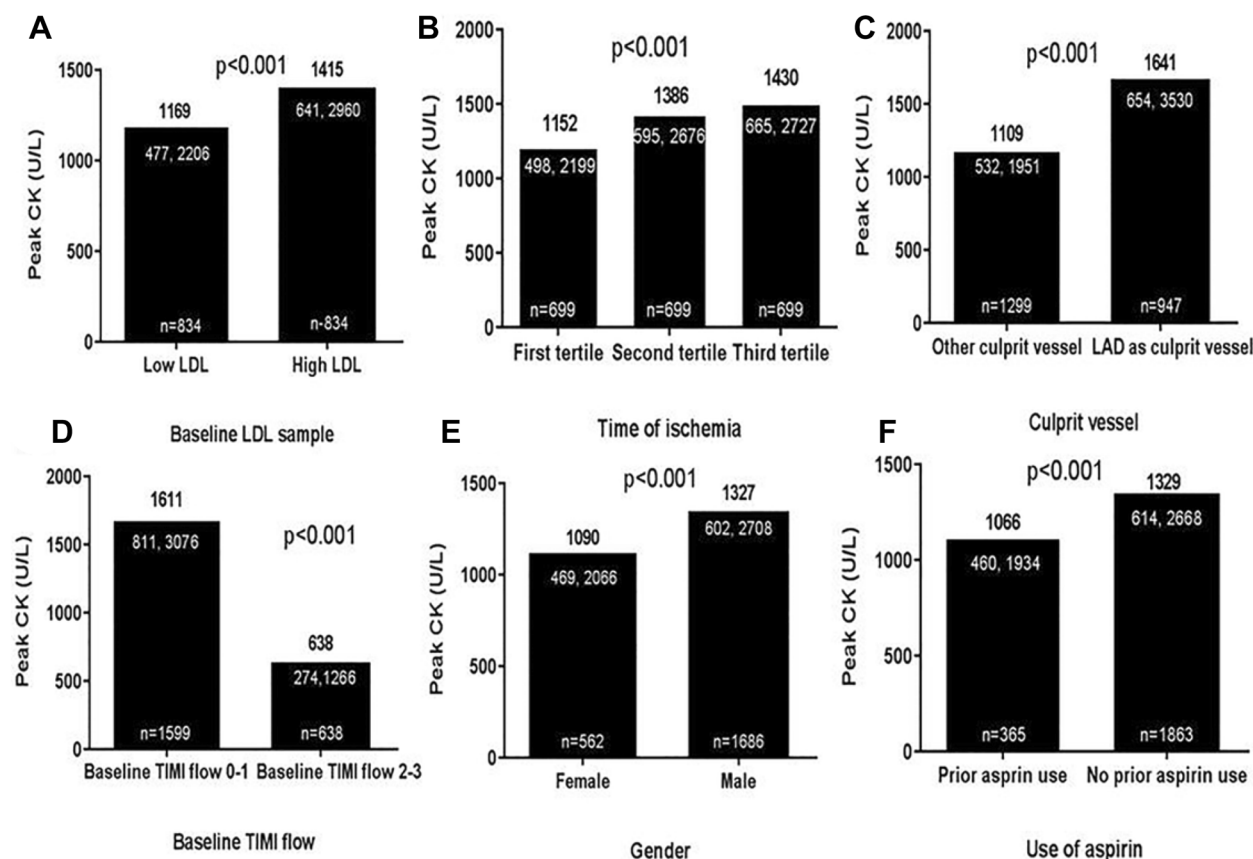 A
Peak CK (U/L)
1500
1000
500
0
p<0.001
1169
477, 2206
n=834
Low LDL
1415
641, 2960
n-834
High LDL
Baseline LDL sample
B
Peak CK (U/L)
2000
1500
1000
500
0
p<0.001
1152
498, 2199
n=699
First tertile
1386
595, 2676
n=699
Second tertile
1430
665, 2727
n=699
Third tertile
Time of ischemia
C
Peak CK (U/L)
2000
1500
1000
500
0
p<0.001
1109
532, 1951
n=1299
Other culprit vessel
1641
654, 3530
n=947
LAD as culprit vessel
Culprit vessel
D
Peak CK (U/L)
2000
1500
1000
500
0
1611
811, 3076
n=1599
Baseline TIMI flow 0-1
p<0.001
638
274,1266
n=638
Baseline TIMI flow 2-3
Baseline TIMI flow
E
Peak CK (U/L)
1500
1000
500
0
p<0.001
1090
469, 2066
n=562
Female
1327
602, 2708
n=1686
Male
Gender
F
Peak CK (U/L)
1500
1000
500
0
p<0.001
1066
460, 1934
n=365
Prior asprin use
1329
614, 2668
n=1863
No prior aspirin use
Use of aspirin